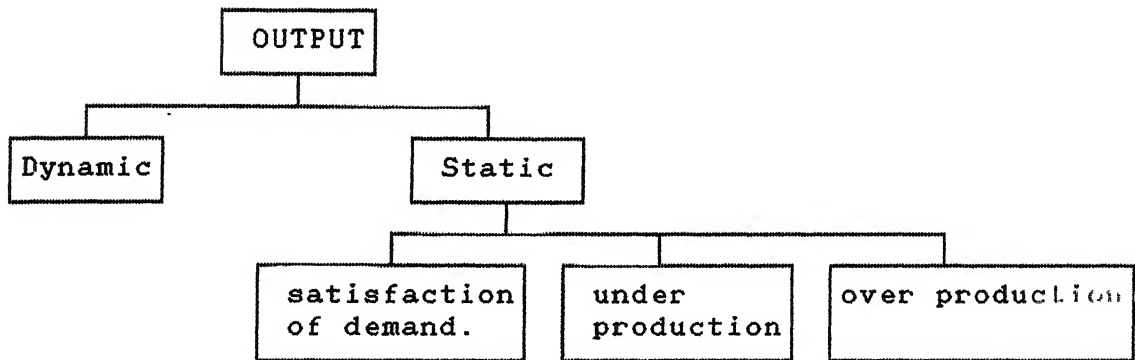 OUTPUT
Dynamic
Static
satisfaction
of demand.
under
production
over production